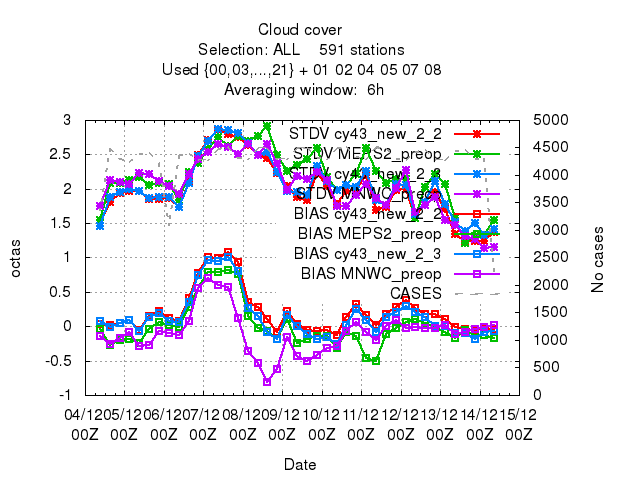 Cloud cover
Selection: ALL 591 stations
Used {00,03,...,21} + 01 02 04 05 07 08
Averaging window: 6h
3
2.5
2
1.5
1
0.5
0
-0.5
-1
octas
5000
4500
4000
3500
3000
2500
2000
1500
1000
500
0
No cases
STDV cy43_new_2_2
STDV MEPS2_preop
STDV cy43_new_2_3
STDV MNWC_preop
BIAS cy43_new_2_2
BIAS MEPS2_preop
BIAS cy43_new_2_3
BIAS MNWC_preop
CASES
04/12 05/12 06/12 07/12 08/12 09/12 10/12 11/12 12/12 13/12 14/12 15/12
00Z 00Z 00Z 00Z 00Z 00Z 00Z 00Z 00Z 00Z 00Z 00Z
Date